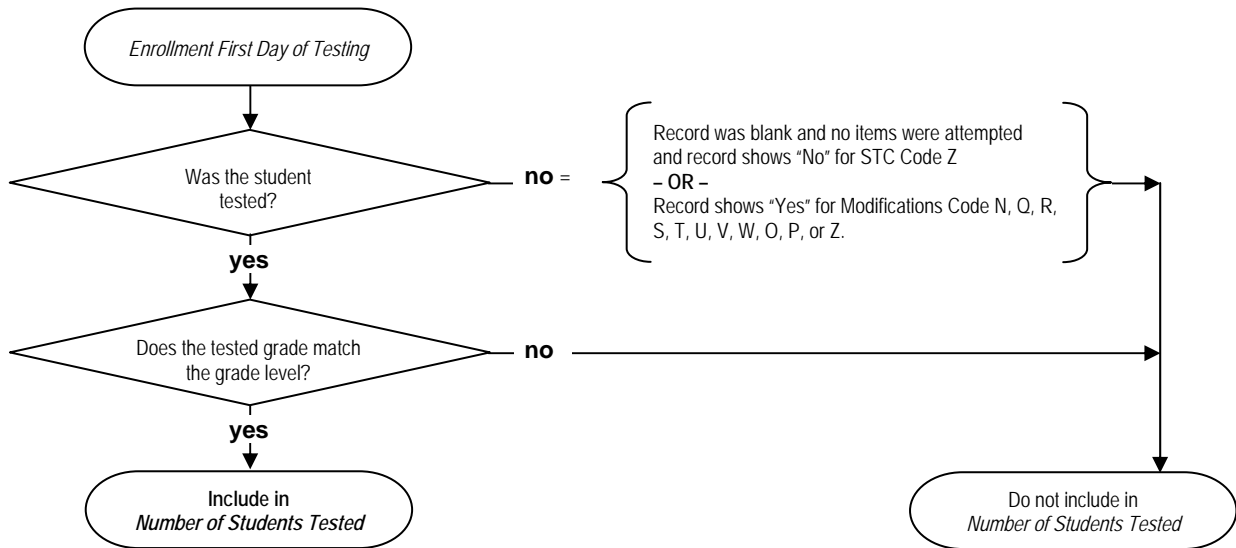 Enrollment First Day of Testing
Was the student
tested?
no =
Record was blank and no items were attempted
and record shows “No” for STC Code Z
– OR –
Record shows “Yes” for Modifications Code N, Q, R,
S, T, U, V, W, O, P, or Z.
yes
Does the tested grade match
the grade level?
no
yes
Include in
Number of Students Tested
Do not include in
Number of Students Tested